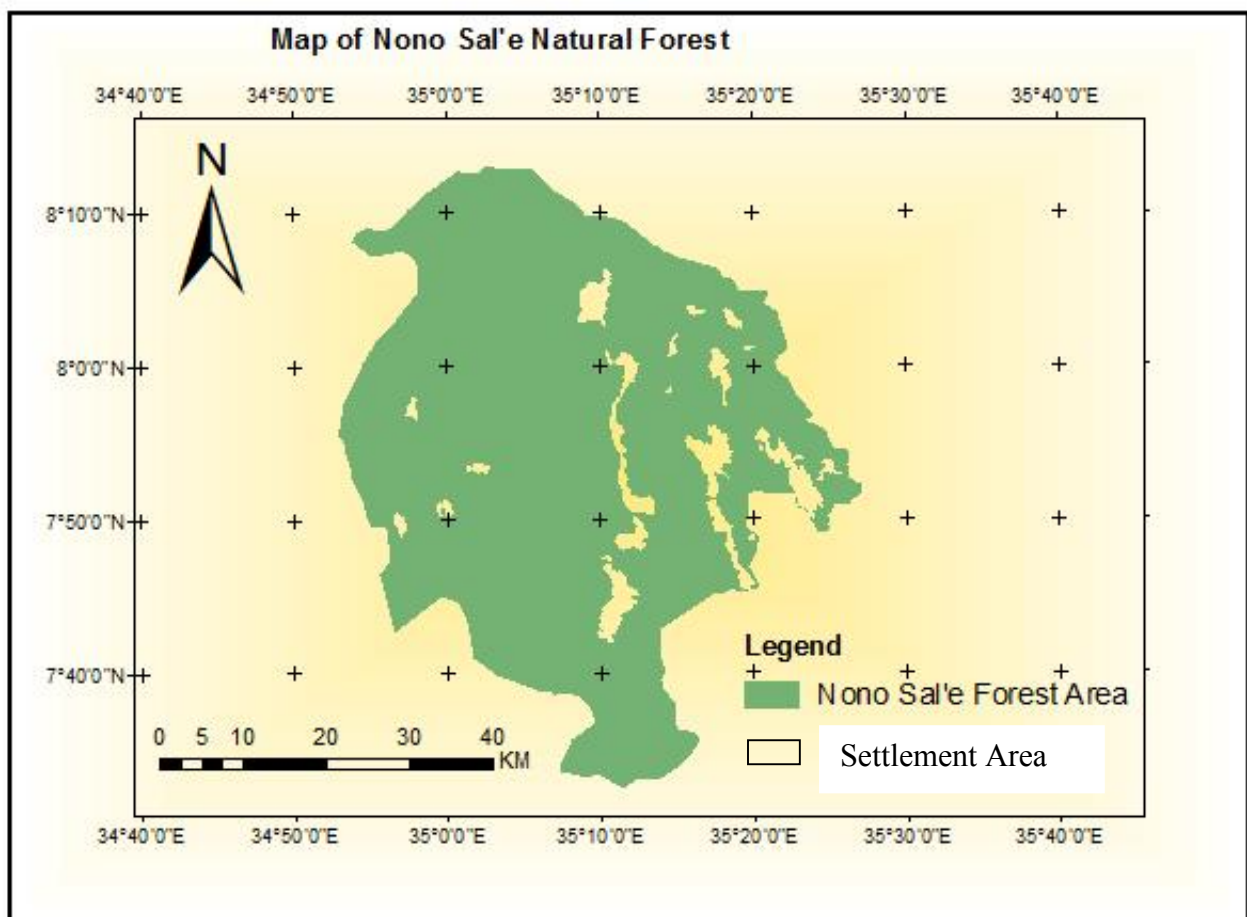 Map of Nono Sal'e Natural Forest
34°40'0"E 34°50'0"E 35°0'0"E 35°10'0"E 35°20'0"E 35°30'0"E 35°40'0"E
N
8°10'0"N
8°0'0"N
7°50'0"N
7°40'0"N
Legend
Nono Sal'e Forest Area
Settlement Area
0 5 10 20 30 40
KM
34°40'0"E 34°50'0"E 35°0'0"E 35°10'0"E 35°20'0"E 35°30'0"E 35°40'0"E